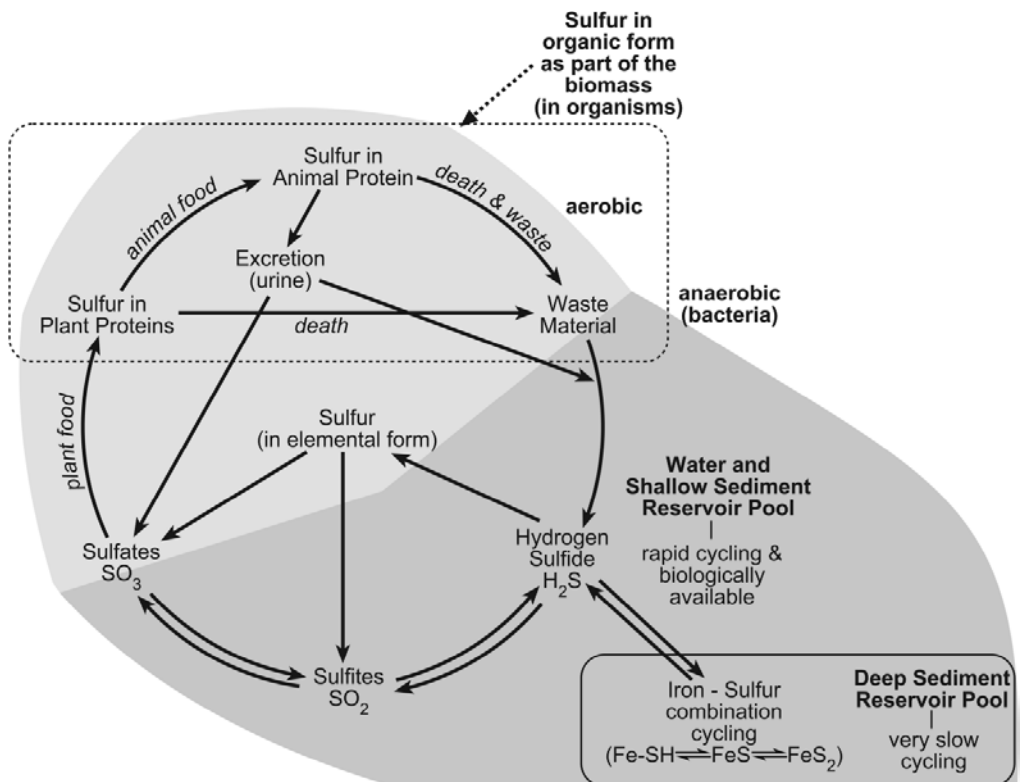 Sulfur in
organic form
as part of the
biomass
(in organisms)
Sulfur in
Animal Protein
animal food
death & waste
aerobic
Excretion
(urine)
Sulfur in
Plant Proteins
death
Waste
Material
anaerobic
(bacteria)
plant food
Sulfur
(in elemental form)
Water and
Shallow Sediment
Reservoir Pool
rapid cycling &
biologically
available
Sulfates
SO₃
Hydrogen
Sulfide
H₂S
Sulfites
SO₂
Iron - Sulfur
combination
cycling
(Fe-SH⇌FeS⇌FeS₂)
Deep Sediment
Reservoir Pool
very slow
cycling